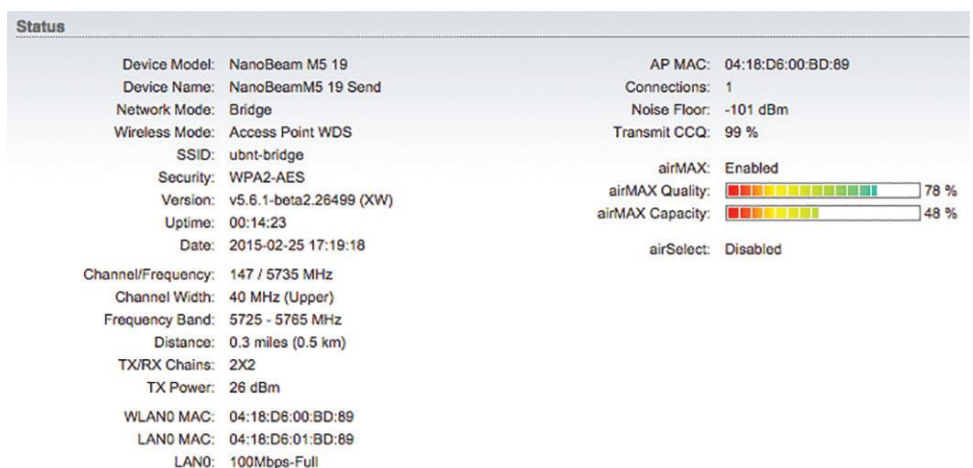 Status
Device Model: NanoBeam M5 19
Device Name: NanoBeamM5 19 Send
Network Mode: Bridge
Wireless Mode: Access Point WDS
SSID: ubnt-bridge
Security: WPA2-AES
Version: v5.6.1-beta2.26499 (XW)
Uptime: 00:14:23
Date: 2015-02-25 17:19:18
Channel/Frequency: 147 / 5735 MHz
Channel Width: 40 MHz (Upper)
Frequency Band: 5725 - 5765 MHz
Distance: 0.3 miles (0.5 km)
TX/RX Chains: 2X2
TX Power: 26 dBm
WLAN0 MAC: 04:18:D6:00:BD:89
LAN0 MAC: 04:18:D6:01:BD:89
LAN0: 100Mbps-Full
AP MAC: 04:18:D6:00:BD:89
Connections: 1
Noise Floor: -101 dBm
Transmit CCQ: 99 %
airMAX: Enabled
airMAX Quality: 78 %
airMAX Capacity: 48 %
airSelect: Disabled